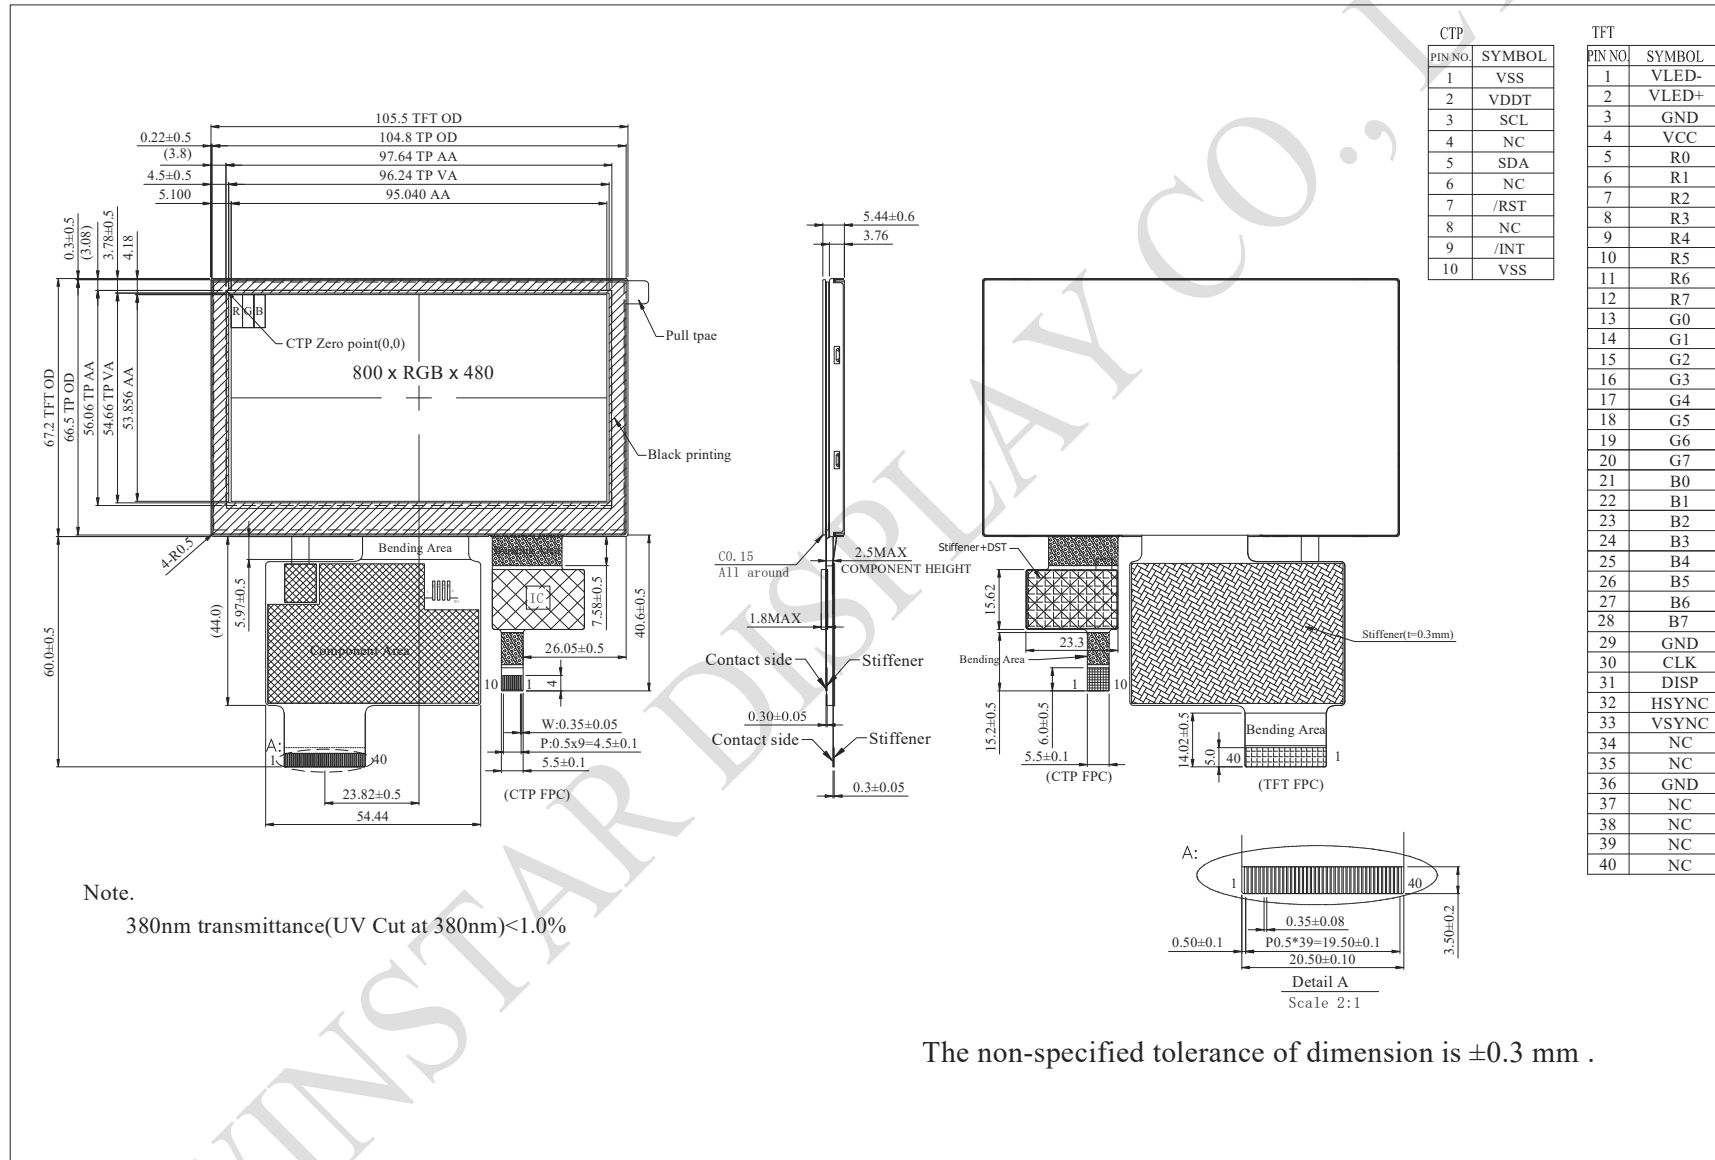 105.5 TFT OD
104.8 TP OD
0.22±0.5
97.64 TP AA
(3.8)
96.24 TP VA
4.5±0.5
95.040 AA
5.100
0.3±0.5
(3.08)
3.78±0.5
4.18
67.2 TFT OD
66.5 TP OD
56.06 TP AA
54.66 TP VA
53.856 AA
R G B
CTP Zero point(0,0)
800 x RGB x 480
Pull tpae
Black printing
4-R0.5
Bending Area
60.0±0.5
(44.0)
5.97±0.5
Component Area
IC
7.58±0.5
40.6±0.5
26.05±0.5
10 1
4
W:0.35±0.05
P:0.5x9=4.5±0.1
5.5±0.1
(CTP FPC)
A:
1 40
23.82±0.5
54.44
5.44±0.6
3.76
C0.15
All around
2.5MAX
COMPONENT HEIGHT
1.8MAX
Contact side
Stiffener
0.30±0.05
Contact side
Stiffener
0.3±0.05
Stiffener+DST
15.62
23.3
Bending Area
1 10
15.2±0.5
6.0±0.5
5.5±0.1
(CTP FPC)
Stiffener(t=0.3mm)
Bending Area
14.02±0.5
5.0
40 1
(TFT FPC)
A:
1 40
0.35±0.08
0.50±0.1
P0.5*39=19.50±0.1
20.50±0.10
3.50±0.2
Detail A
Scale 2:1
CTP
PIN NO. SYMBOL
1 VSS
2 VDDT
3 SCL
4 NC
5 SDA
6 NC
7 /RST
8 NC
9 /INT
10 VSS
TFT
PIN NO. SYMBOL
1 VLED-
2 VLED+
3 GND
4 VCC
5 R0
6 R1
7 R2
8 R3
9 R4
10 R5
11 R6
12 R7
13 G0
14 G1
15 G2
16 G3
17 G4
18 G5
19 G6
20 G7
21 B0
22 B1
23 B2
24 B3
25 B4
26 B5
27 B6
28 B7
29 GND
30 CLK
31 DISP
32 HSYNC
33 VSYNC
34 NC
35 NC
36 GND
37 NC
38 NC
39 NC
40 NC
Note.
380nm transmittance(UV Cut at 380nm)<1.0%
The non-specified tolerance of dimension is ±0.3 mm .
INSTAR DISPLAY CO., L